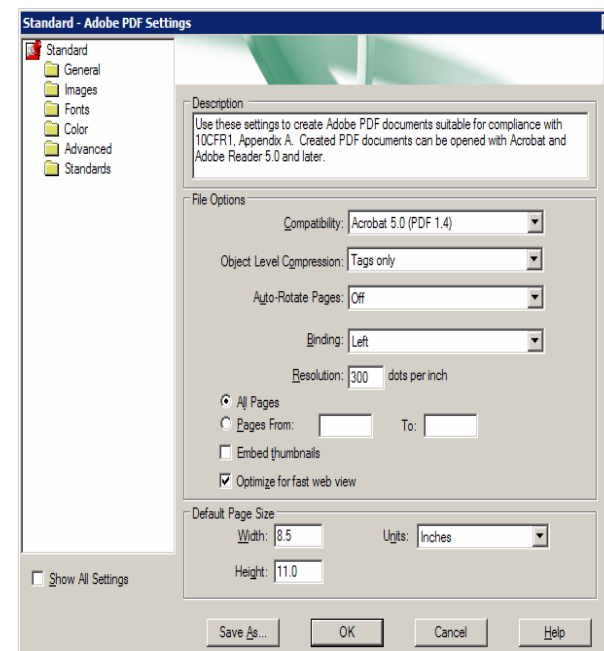 Standard - Adobe PDF Settings
Standard
General
Images
Fonts
Color
Advanced
Standards
Show All Settings
Description
Use these settings to create Adobe PDF documents suitable for compliance with
10CFR1, Appendix A. Created PDF documents can be opened with Acrobat and
Adobe Reader 5.0 and later.
File Options
Compatibility: Acrobat 5.0 (PDF 1.4)
Object Level Compression: Tags only
Auto-Rotate Pages: Off
Binding: Left
Resolution: 300 dots per inch
All Pages
Pages From: To:
Embed thumbnails
Optimize for fast web view
Default Page Size
Width: 8.5 Units: Inches
Height: 11.0
Save As... OK Cancel Help